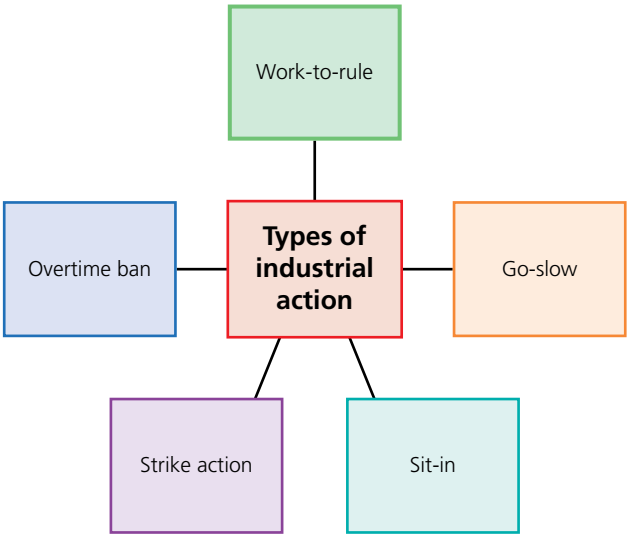 Work-to-rule
Overtime ban
Types of
industrial
action
Go-slow
Strike action
Sit-in